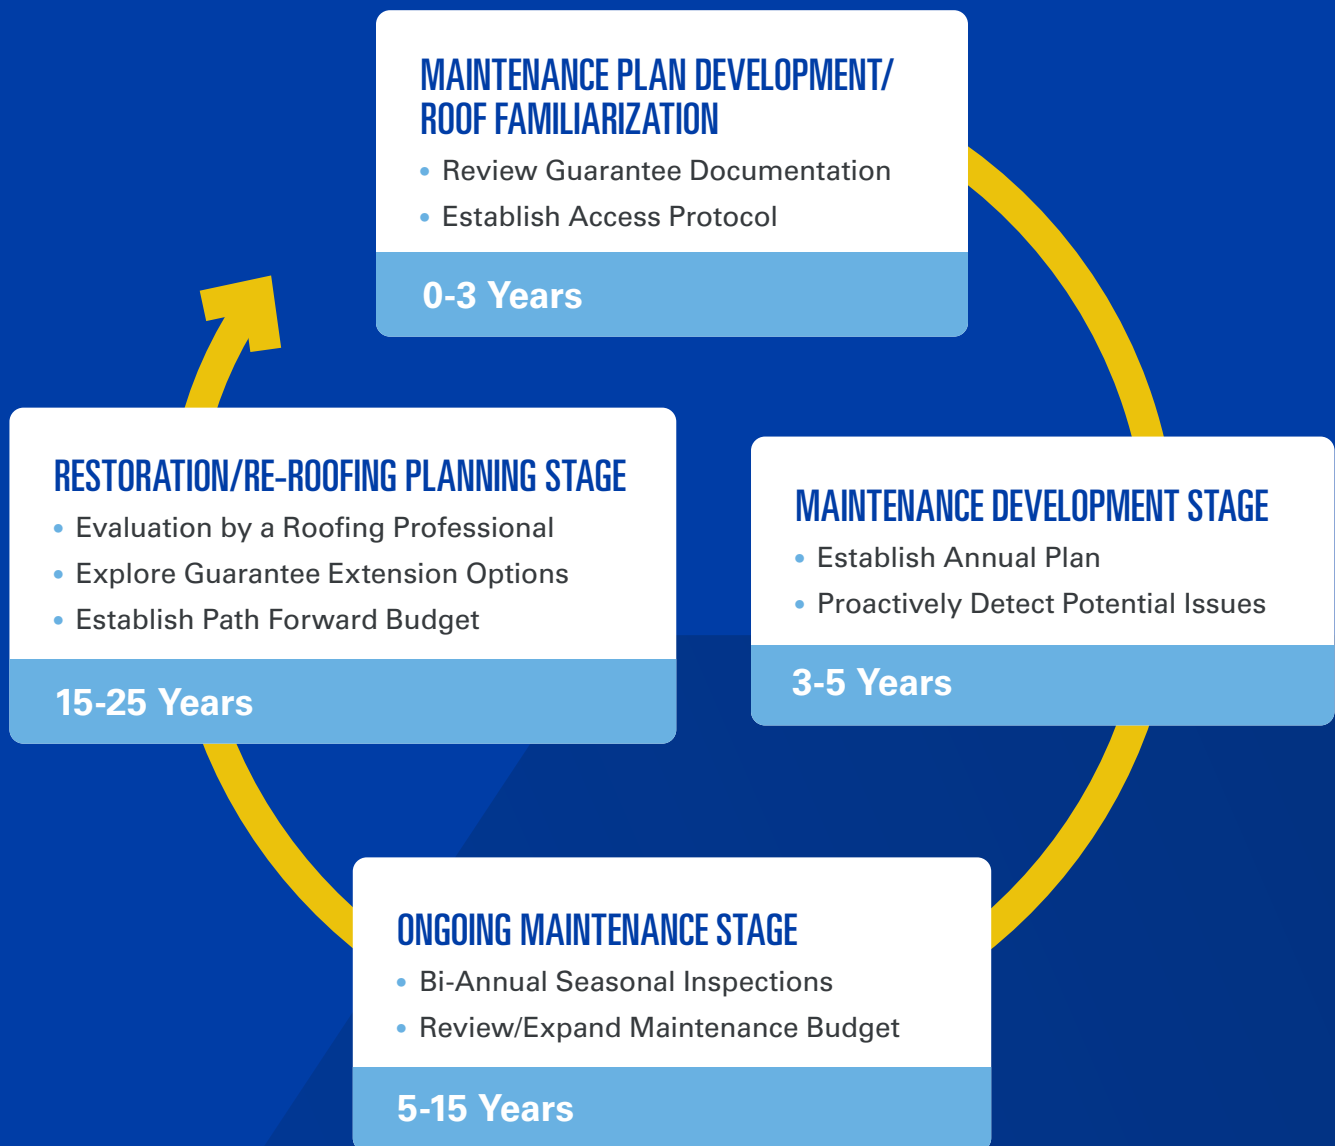 MAINTENANCE PLAN DEVELOPMENT/
ROOF FAMILIARIZATION
• Review Guarantee Documentation
• Establish Access Protocol
0-3 Years
MAINTENANCE DEVELOPMENT STAGE
• Establish Annual Plan
• Proactively Detect Potential Issues
3-5 Years
ONGOING MAINTENANCE STAGE
• Bi-Annual Seasonal Inspections
• Review/Expand Maintenance Budget
5-15 Years
RESTORATION/RE-ROOFING PLANNING STAGE
• Evaluation by a Roofing Professional
• Explore Guarantee Extension Options
• Establish Path Forward Budget
15-25 Years